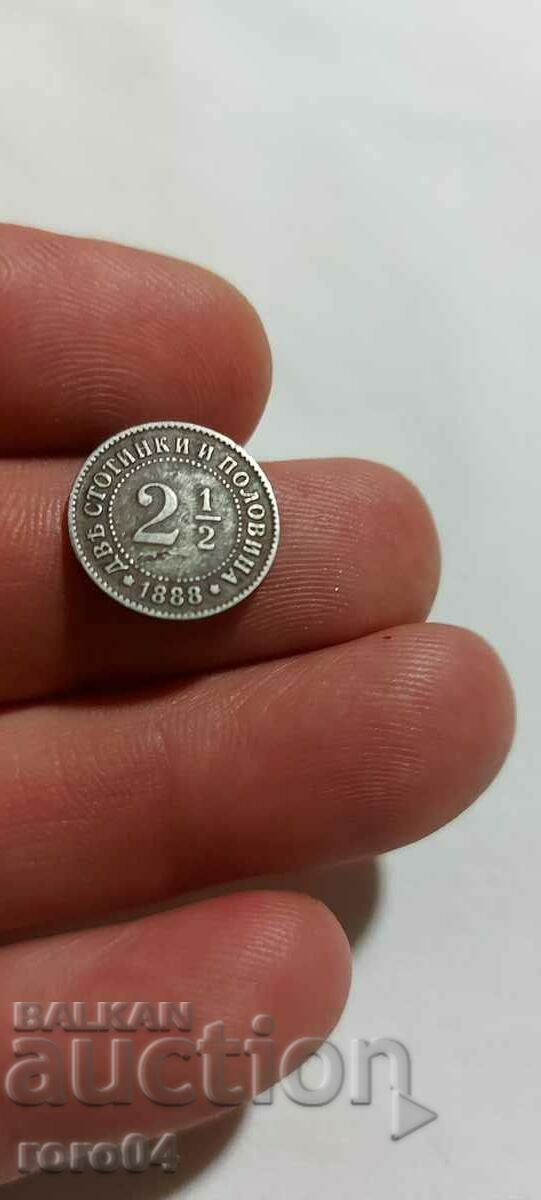 ДВѢ СТОТИНКИ И ПОЛОВИНА
2 1/2
* 1888 *
BALKAN
auction
roro04